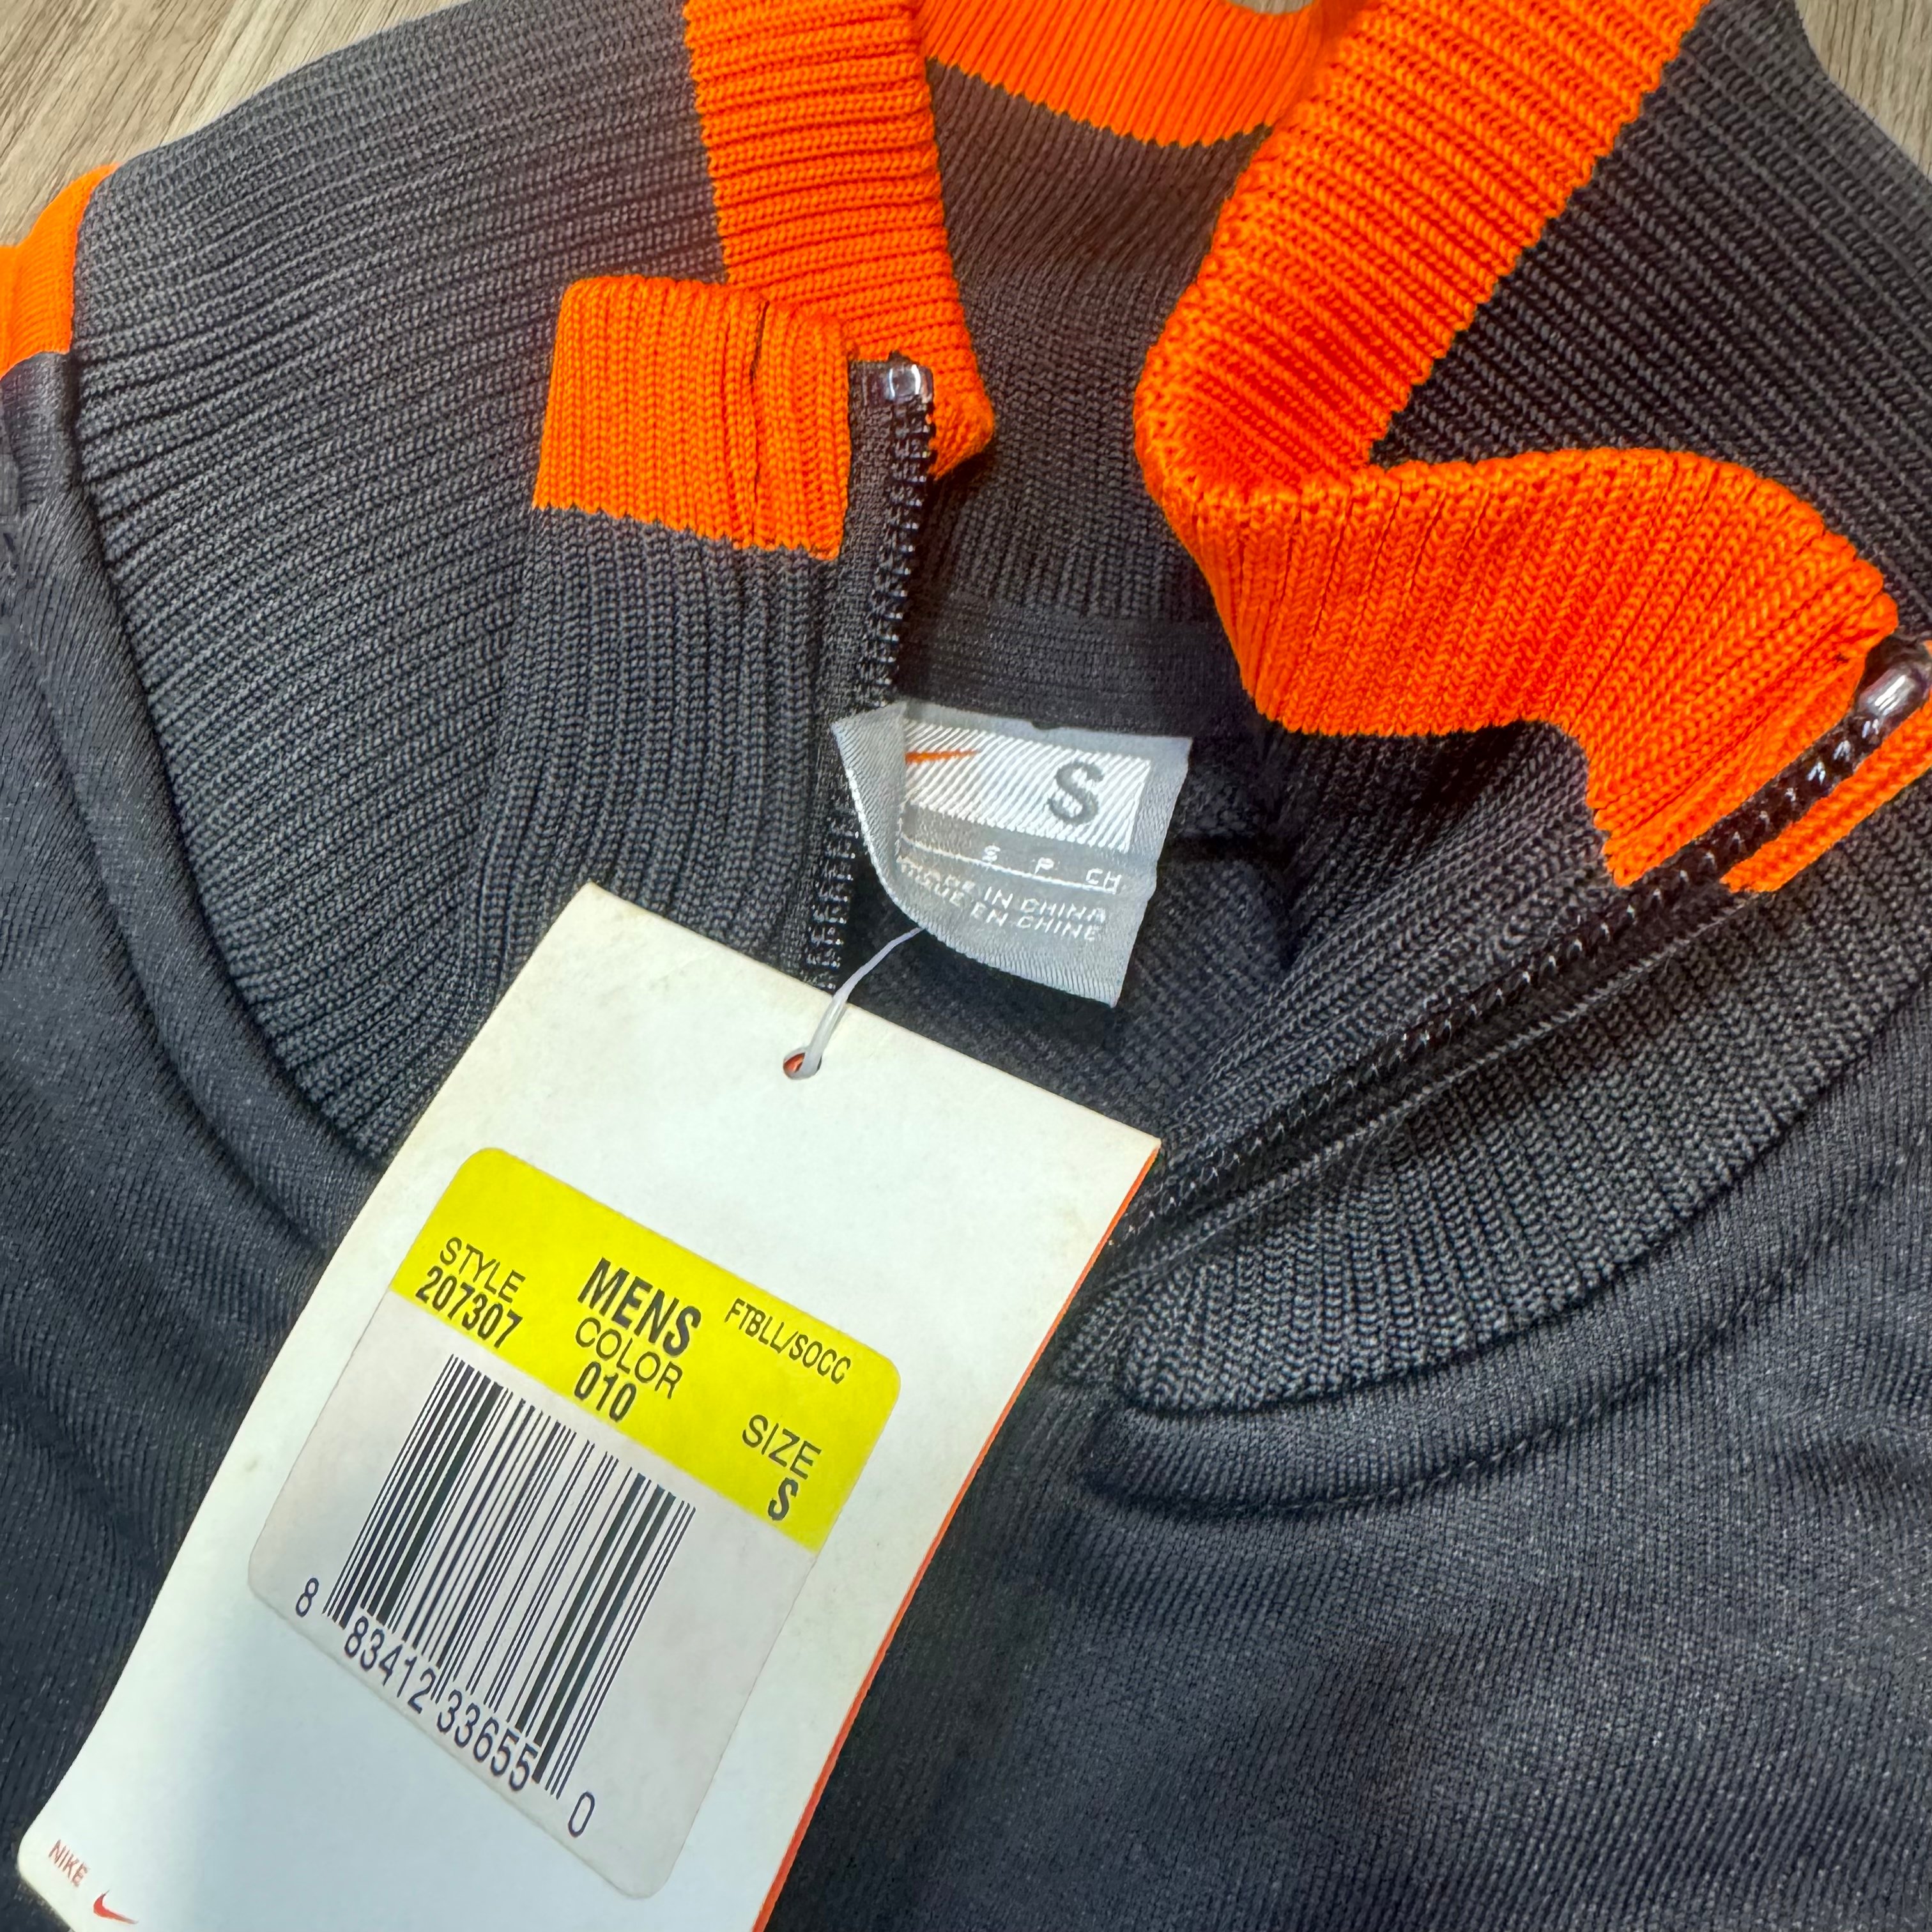 S
S P CH
MADE IN CHINA
EN CHINE
STYLE
207307
MENS
COLOR
010
FTBLL/SOCC
SIZE
S
8 83412 33655 0
NIKE